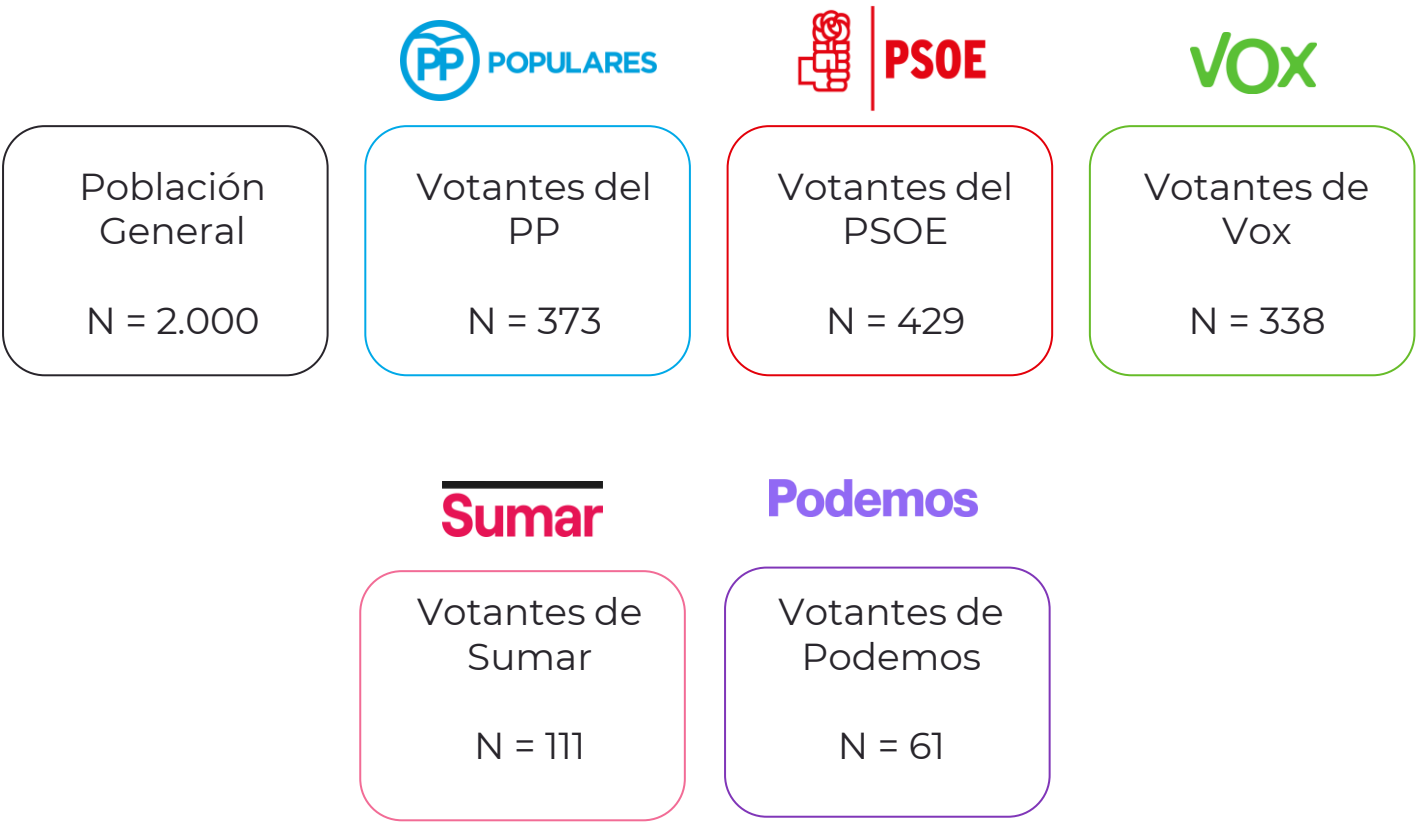 PP POPULARES
PSOE
VOX
Población
General
N = 2.000
Votantes del
PP
N = 373
Votantes del
PSOE
N = 429
Votantes de
Vox
N = 338
Sumar
Podemos
Votantes de
Sumar
N = 111
Votantes de
Podemos
N = 61